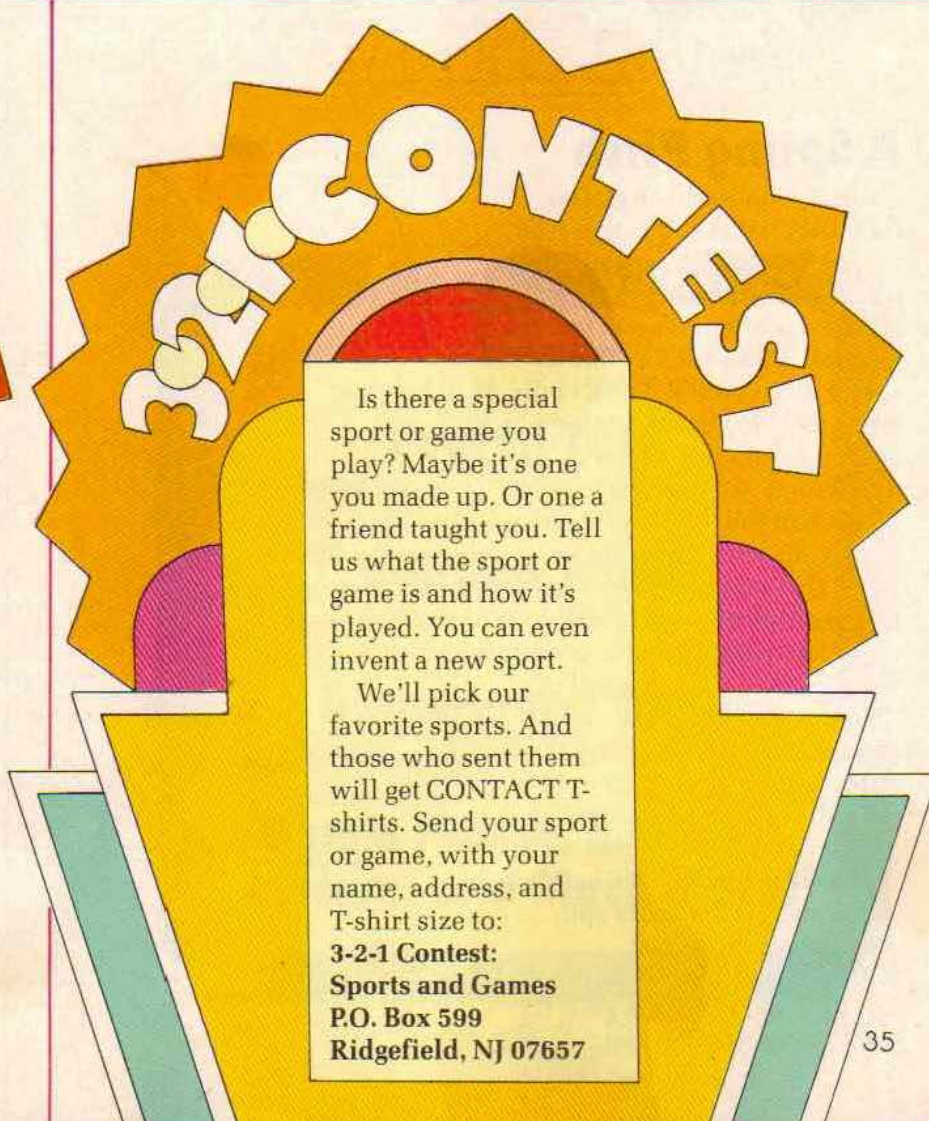 3•2•1•CONTEST
Is there a special
sport or game you
play? Maybe it's one
you made up. Or one a
friend taught you. Tell
us what the sport or
game is and how it's
played. You can even
invent a new sport.
We'll pick our
favorite sports. And
those who sent them
will get CONTACT T-
shirts. Send your sport
or game, with your
name, address, and
T-shirt size to:
3-2-1 Contest:
Sports and Games
P.O. Box 599
Ridgefield, NJ 07657
35